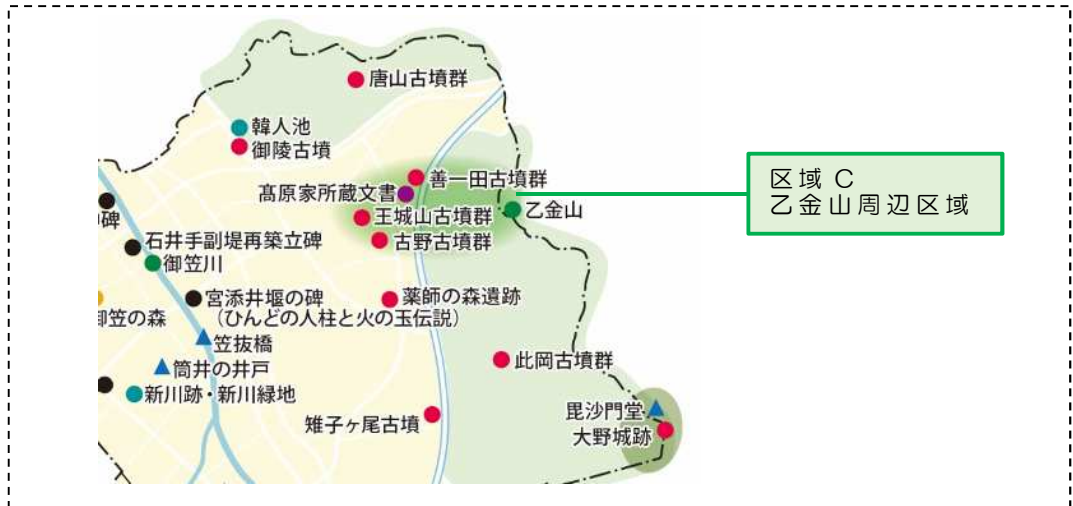 唐山古墳群
韓人池
御陵古墳
善一田古墳群
髙原家所蔵文書
乙金山
王城山古墳群
古野古墳群
区域 C
乙金山周辺区域
碑
石井手副堤再築立碑
御笠川
宮添井堰の碑
(ひんどの人柱と火の玉伝説)
薬師の森遺跡
御笠の森
笠抜橋
筒井の井戸
新川跡・新川緑地
此岡古墳群
雉子ヶ尾古墳
毘沙門堂
大野城跡